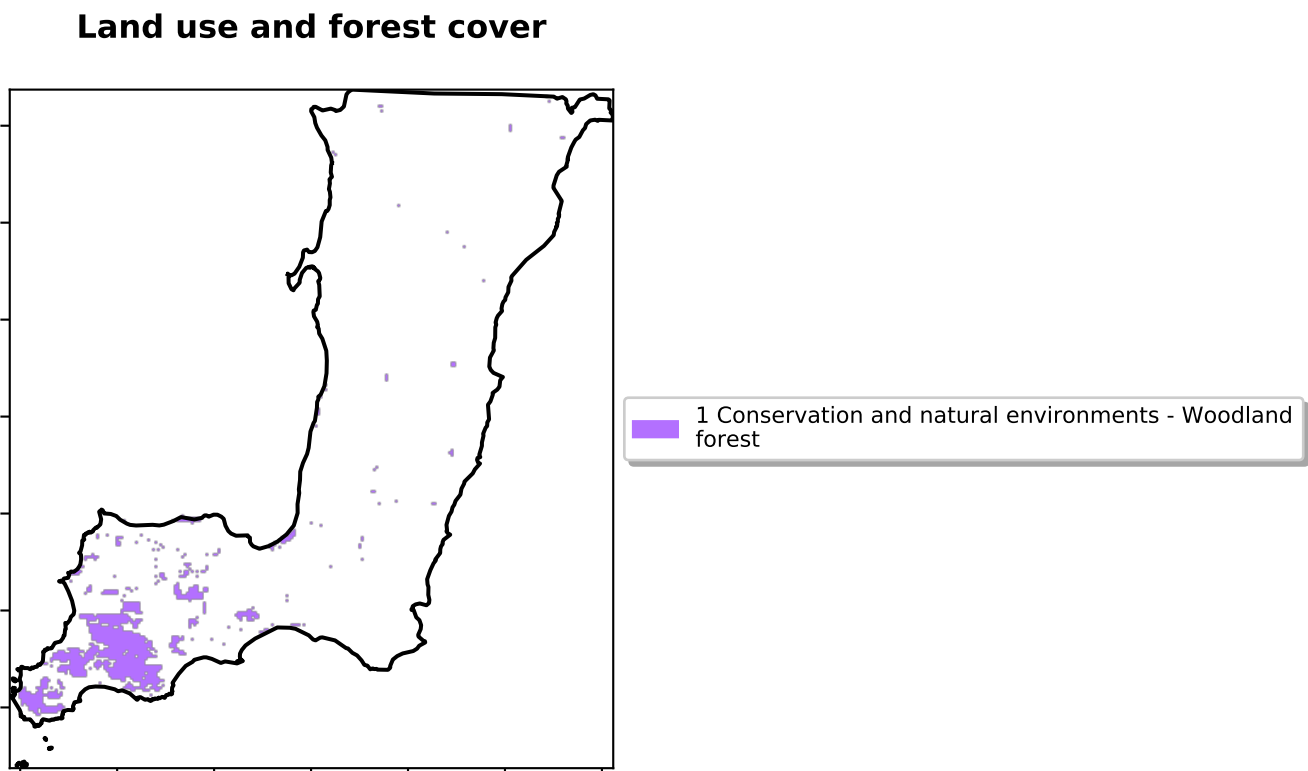 Land use and forest cover
1 Conservation and natural environments - Woodland
forest